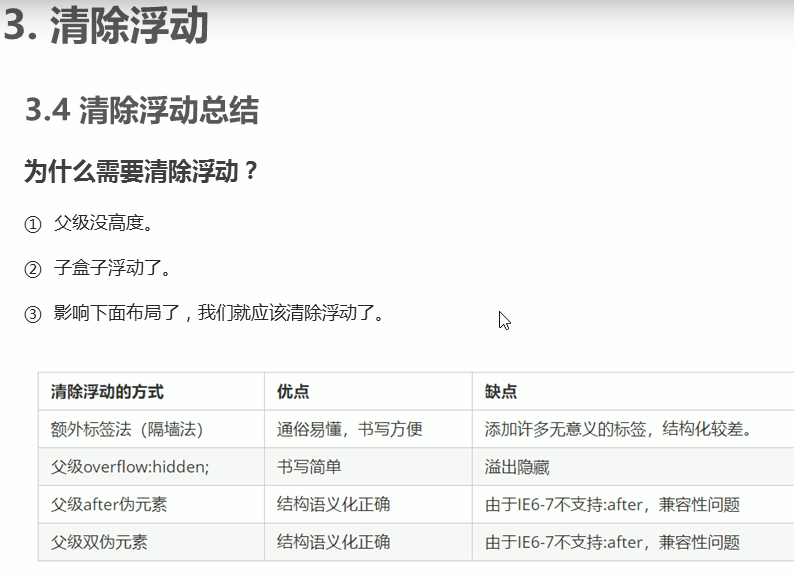 3. 清除浮动
3.4 清除浮动总结
为什么需要清除浮动？
① 父级没高度。
② 子盒子浮动了。
③ 影响下面布局了，我们就应该清除浮动了。
清除浮动的方式 优点 缺点
额外标签法（隔墙法） 通俗易懂，书写方便 添加许多无意义的标签，结构化较差。
父级overflow:hidden; 书写简单 溢出隐藏
父级after伪元素 结构语义化正确 由于IE6-7不支持:after，兼容性问题
父级双伪元素 结构语义化正确 由于IE6-7不支持:after，兼容性问题